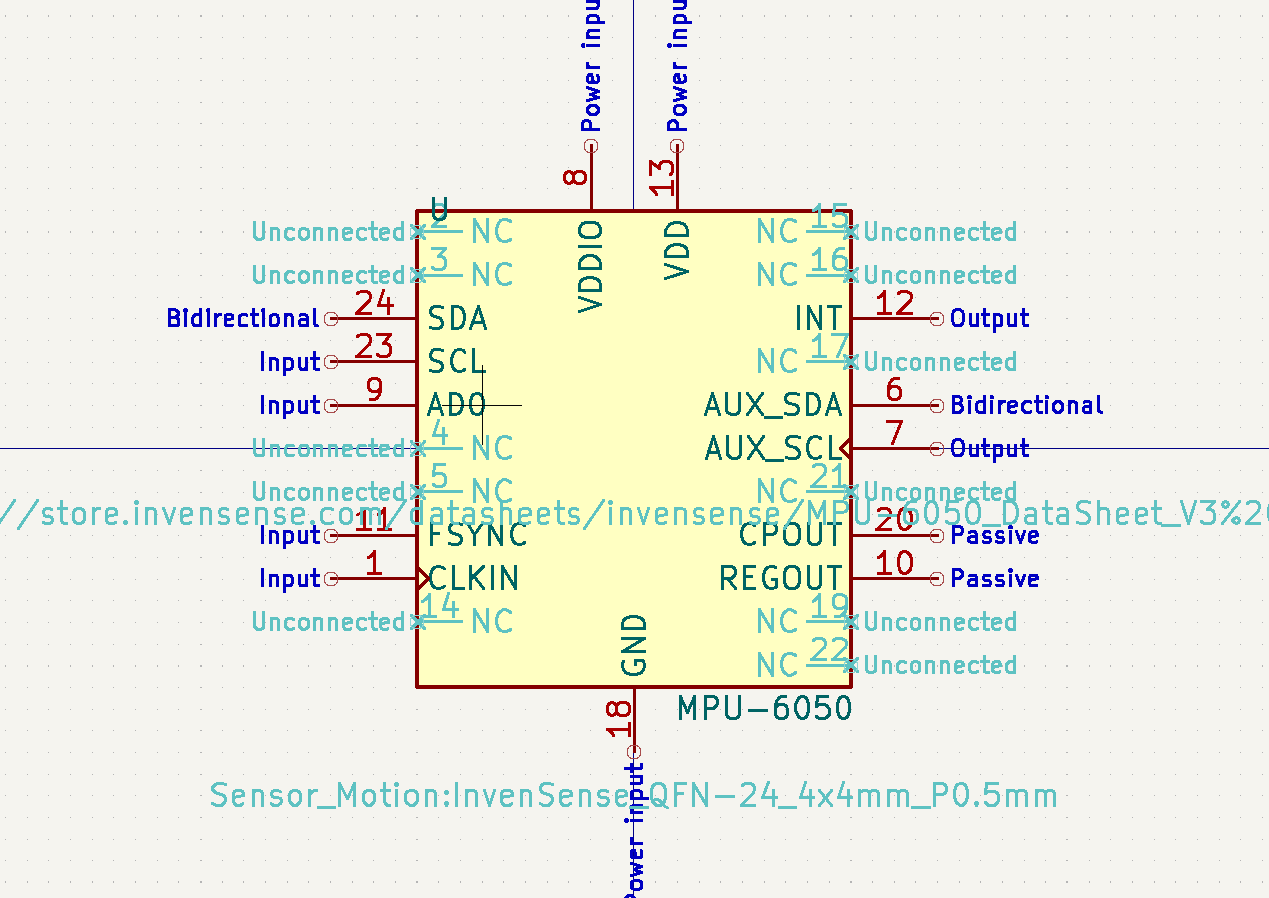 Power inpu
Power inpu
8
13
U
Unconnected 2 NC
VDDIO
VDD
NC 15 Unconnected
Unconnected 3 NC
NC 16 Unconnected
Bidirectional 24 SDA
INT 12 Output
Input 23 SCL
NC 17 Unconnected
Input 9 AD0
AUX_SDA 6 Bidirectional
Unconnected 4 NC
AUX_SCL 7 Output
Unconnected 5 NC
NC 21 Unconnected
//store.invensense.com/datasheets/invensense/MPU-6050_DataSheet_V3%2
Input 11 FSYNC
CPOUT 20 Passive
Input 1 CLKIN
REGOUT 10 Passive
Unconnected 14 NC
NC 19 Unconnected
GND
NC 22 Unconnected
18
MPU-6050
Sensor_Motion:InvenSense_QFN-24_4x4mm_P0.5mm
Power input